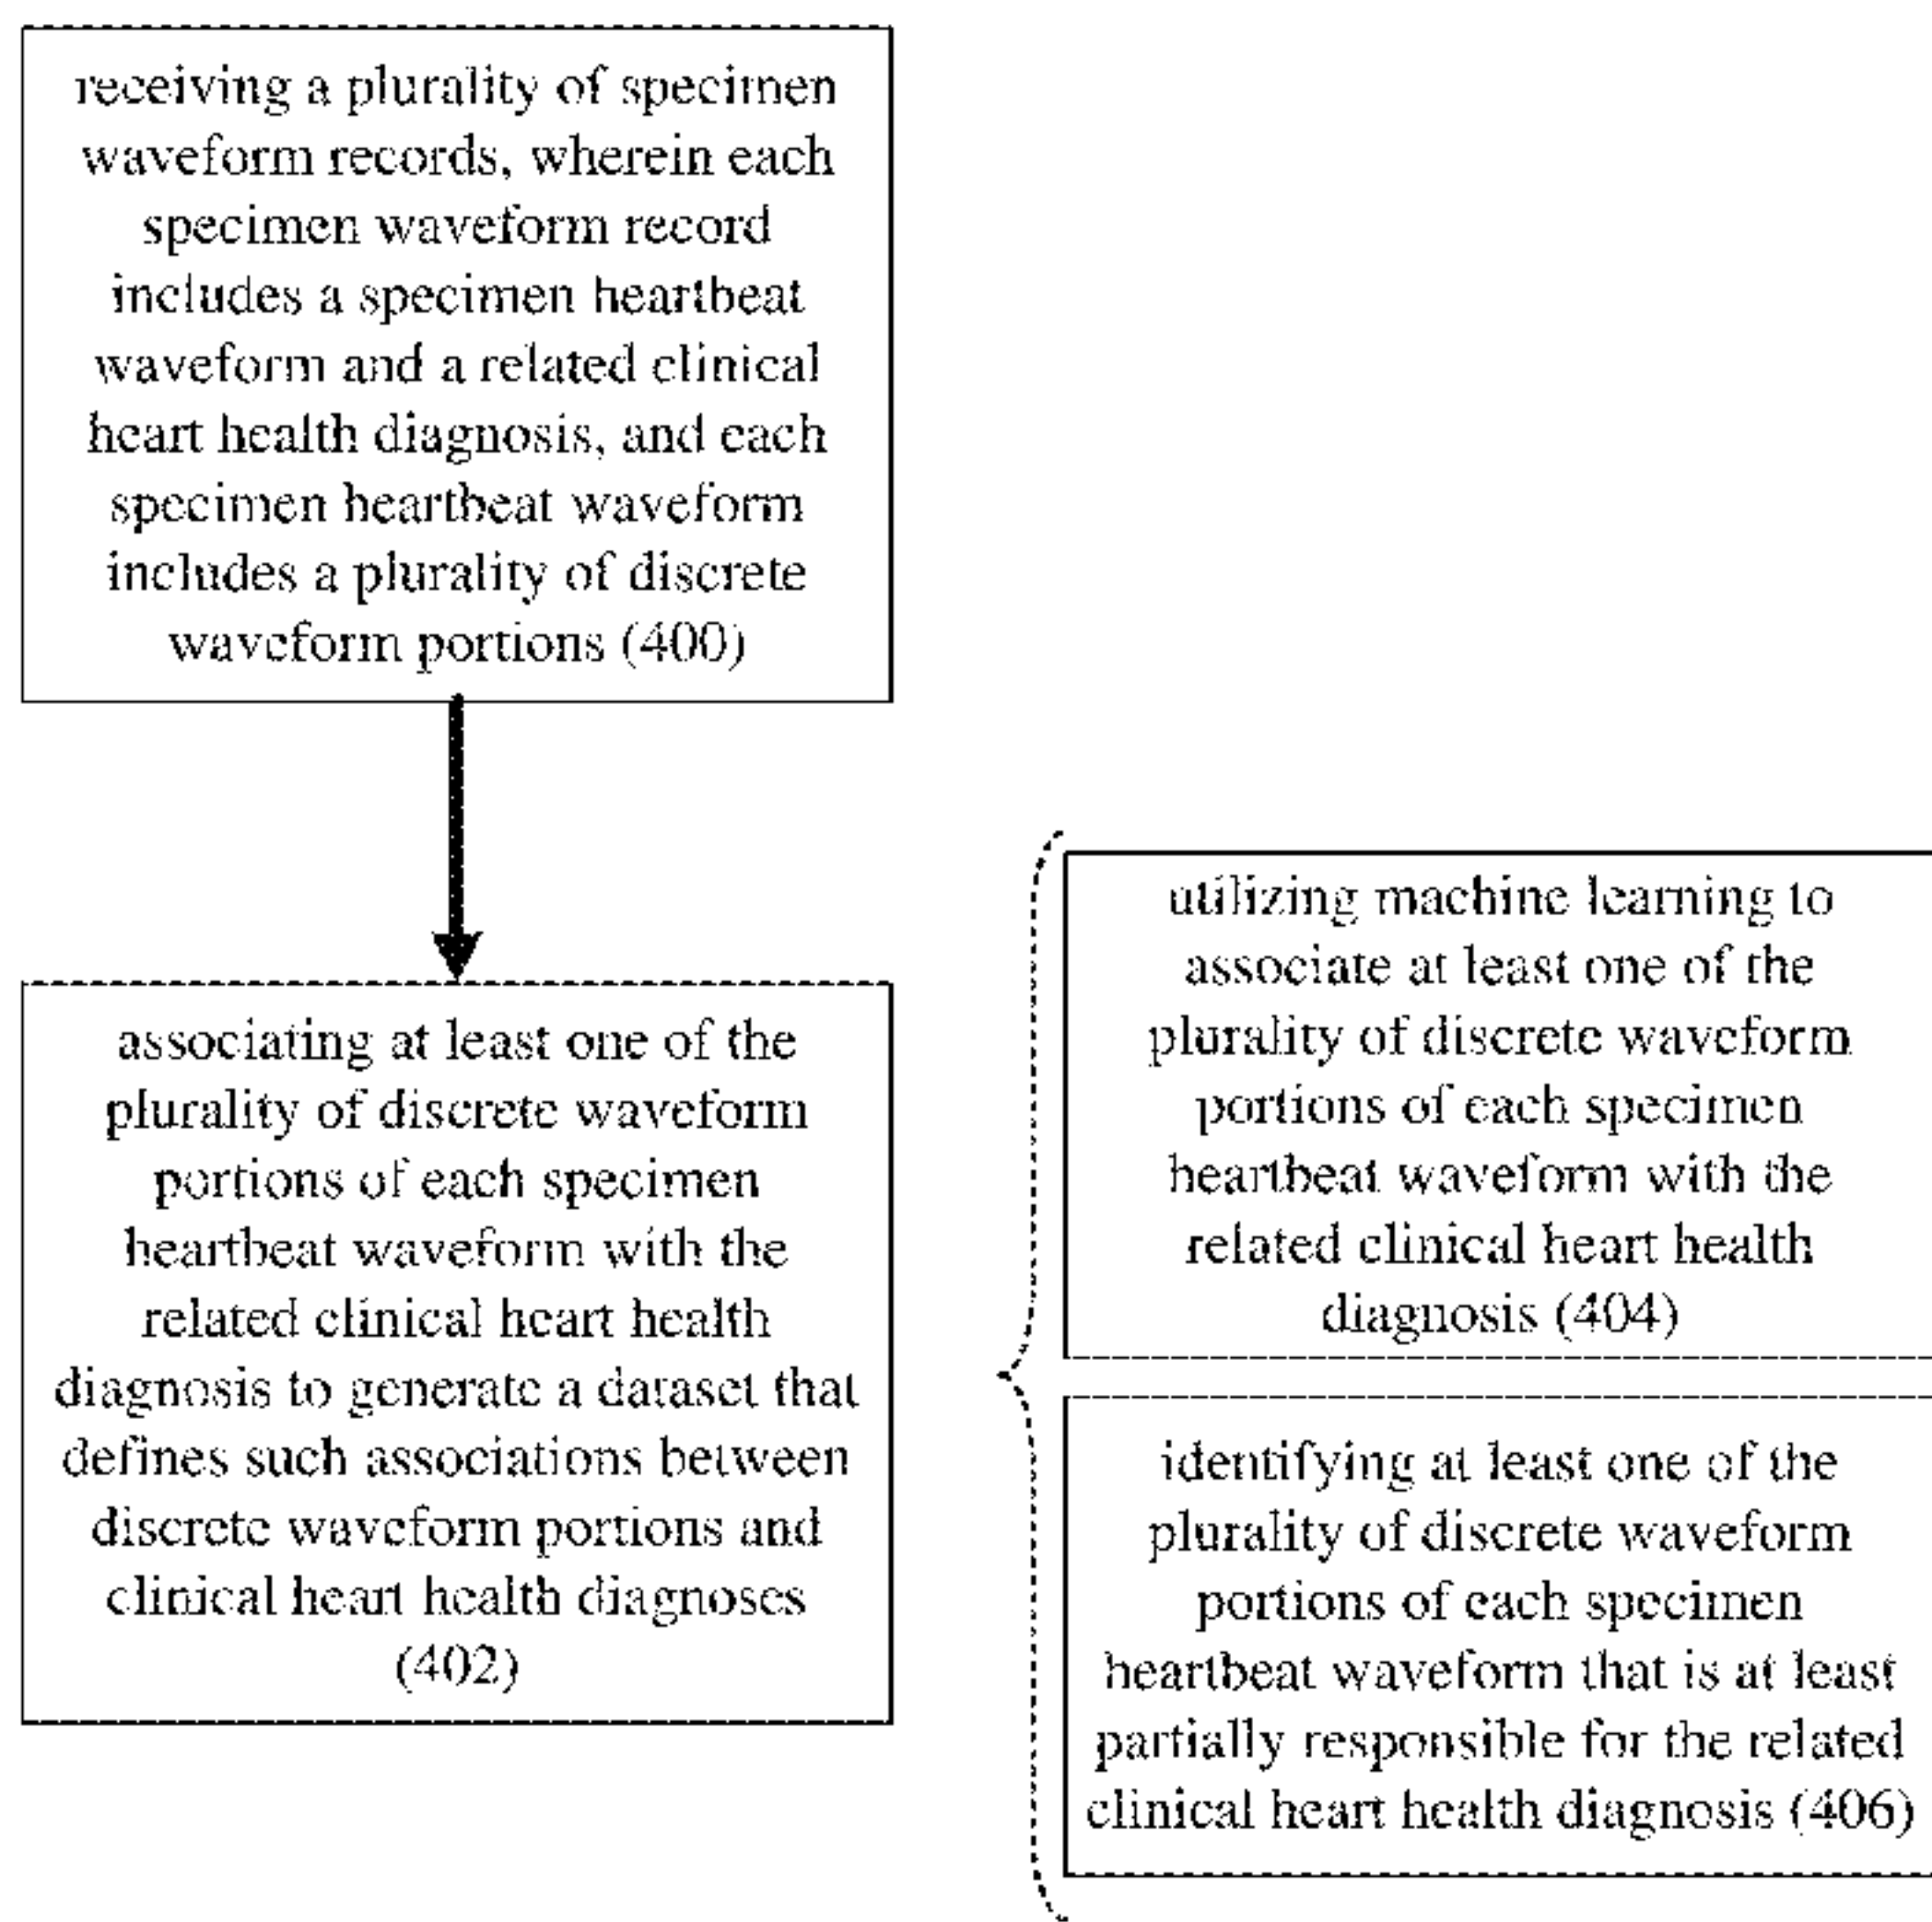 receiving a plurality of specimen
waveform records, wherein each
specimen waveform record
includes a specimen heartbeat
waveform and a related clinical
heart health diagnosis, and each
specimen heartbeat waveform
includes a plurality of discrete
waveform portions (400)
associating at least one of the
plurality of discrete waveform
portions of each specimen
heartbeat waveform with the
related clinical heart health
diagnosis to generate a dataset that
defines such associations between
discrete waveform portions and
clinical heart health diagnoses
(402)
utilizing machine learning to
associate at least one of the
plurality of discrete waveform
portions of each specimen
heartbeat waveform with the
related clinical heart health
diagnosis (404)
identifying at least one of the
plurality of discrete waveform
portions of each specimen
heartbeat waveform that is at least
partially responsible for the related
clinical heart health diagnosis (406)